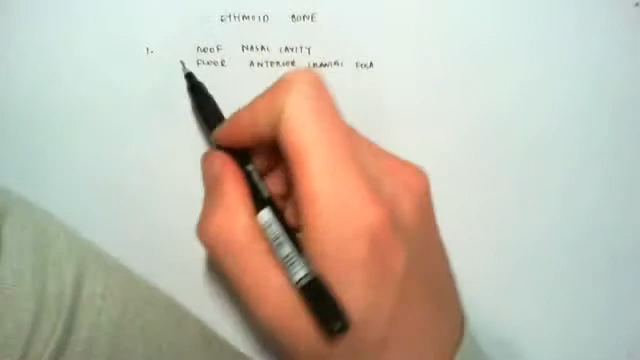 ETHMOID BONE
1. ROOF NASAL CAVITY
FLOOR ANTERIOR CRANIAL FOSA